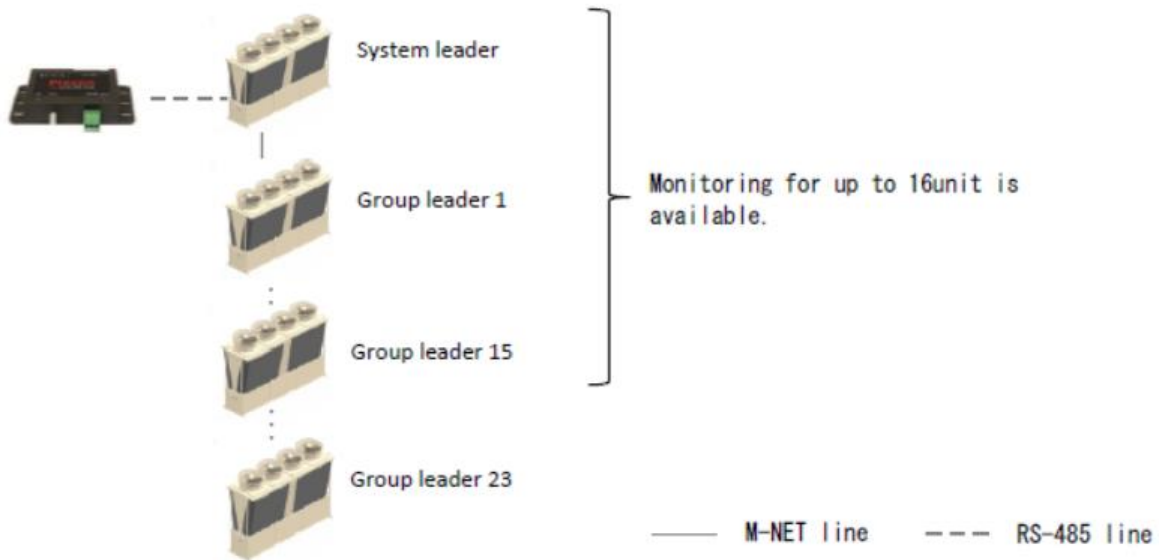 System leader
Group leader 1
Monitoring for up to 16unit is
available.
Group leader 15
Group leader 23
M-NET line
RS-485 line